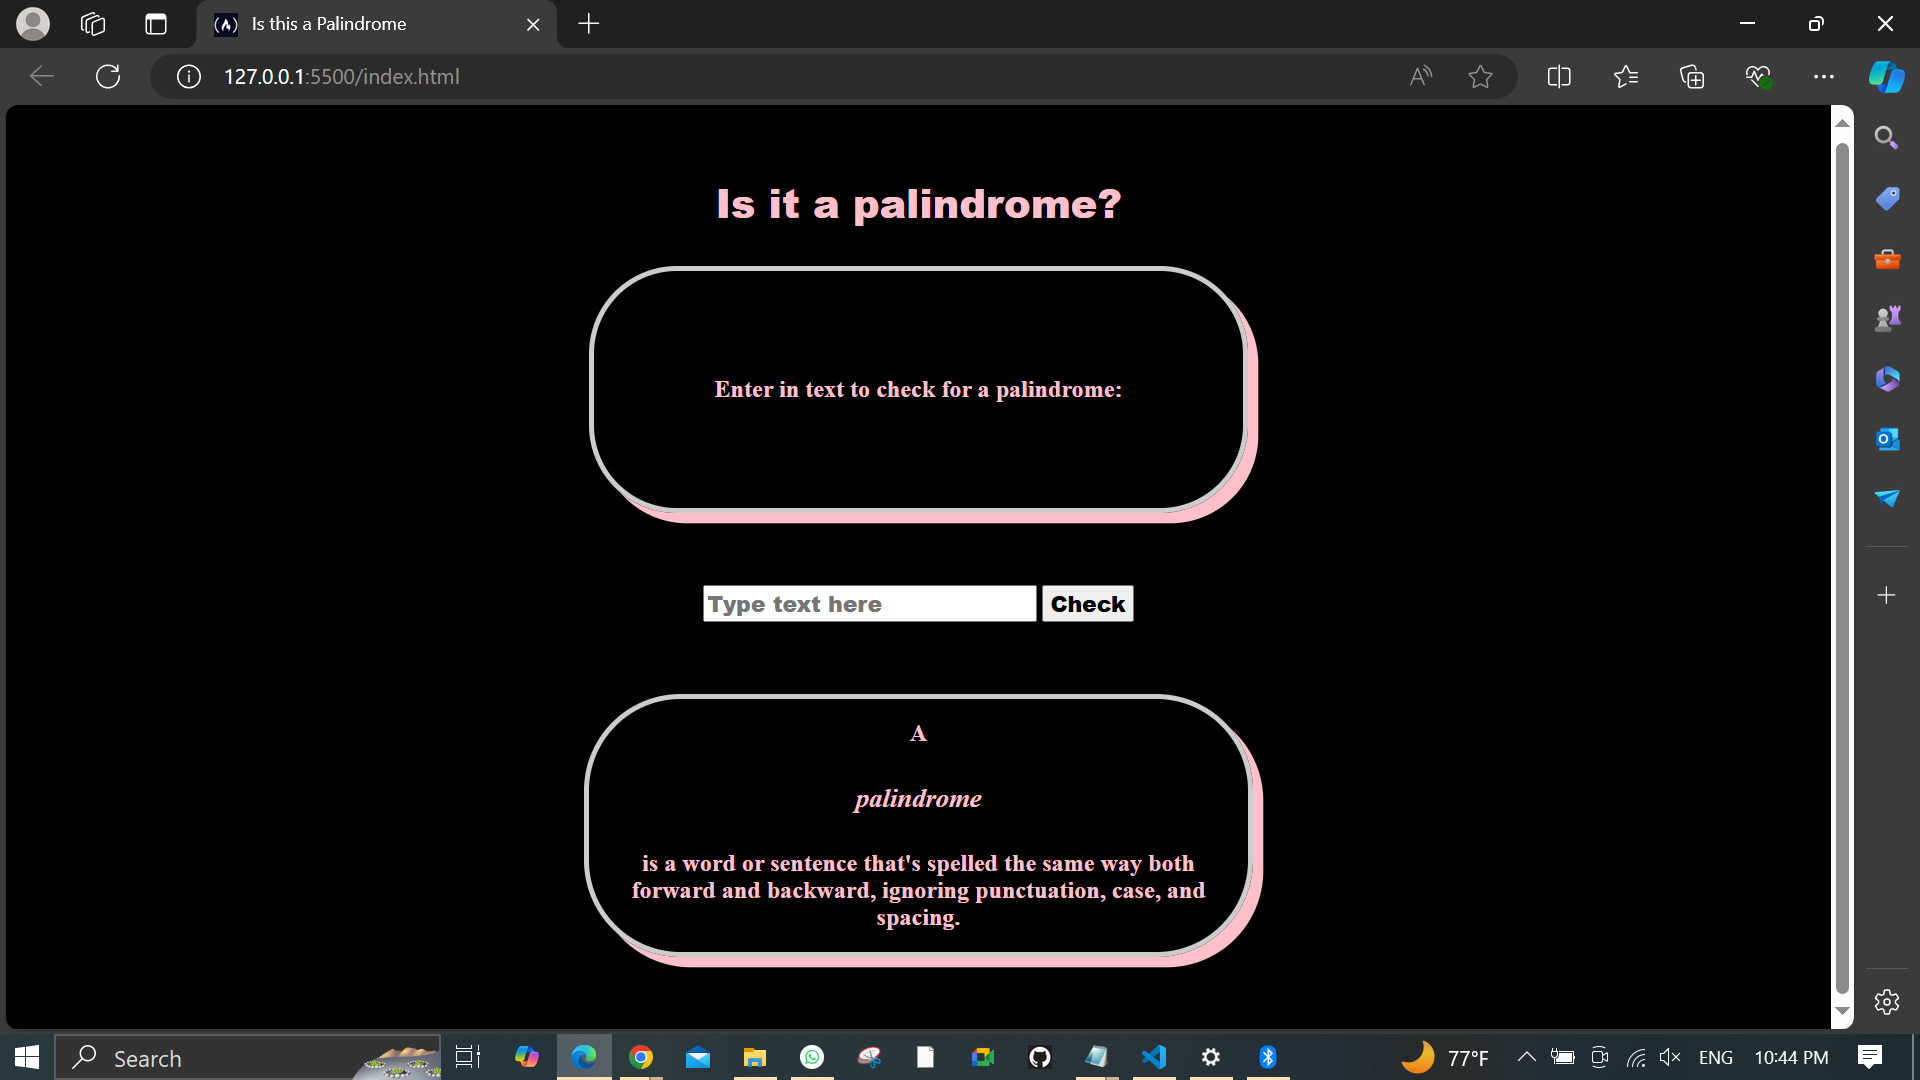 Is this a Palindrome
127.0.0.1:5500/index.html
Is it a palindrome?
Enter in text to check for a palindrome:
Type text here
Check
A
palindrome
is a word or sentence that's spelled the same way both
forward and backward, ignoring punctuation, case, and
spacing.
Search
77°F
ENG
10:44 PM